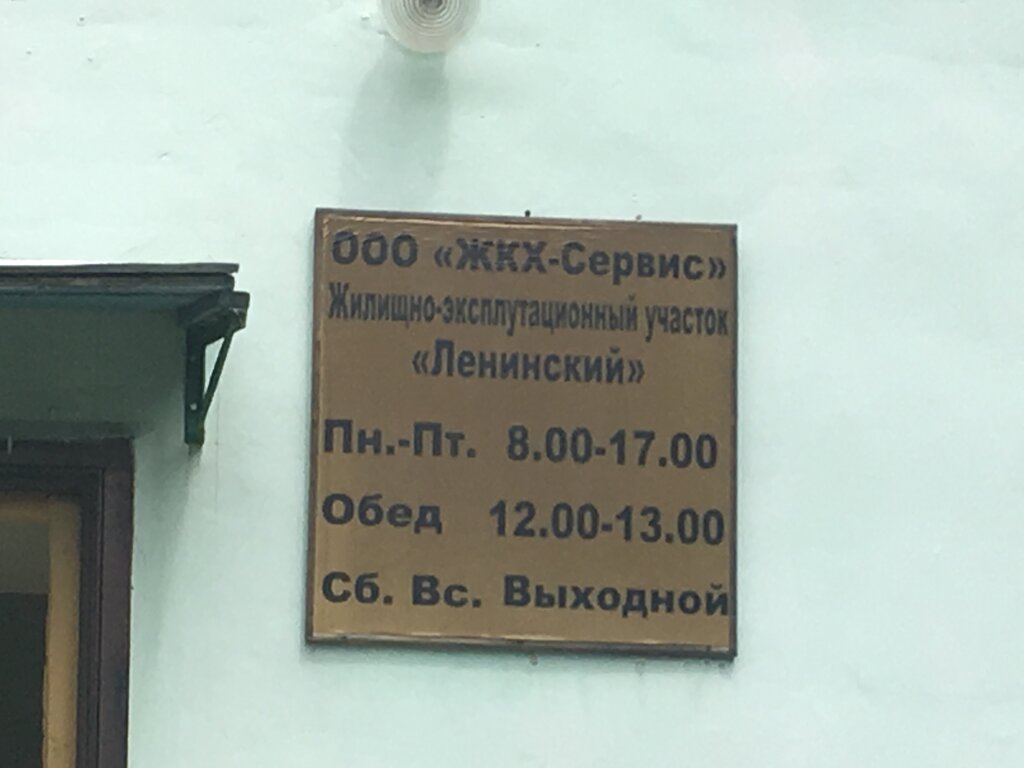 ООО «ЖКХ-Сервис»
Жилищно-эксплутационный участок
«Ленинский»
Пн.-Пт. 8.00-17.00
Обед 12.00-13.00
Сб. Вс. Выходной